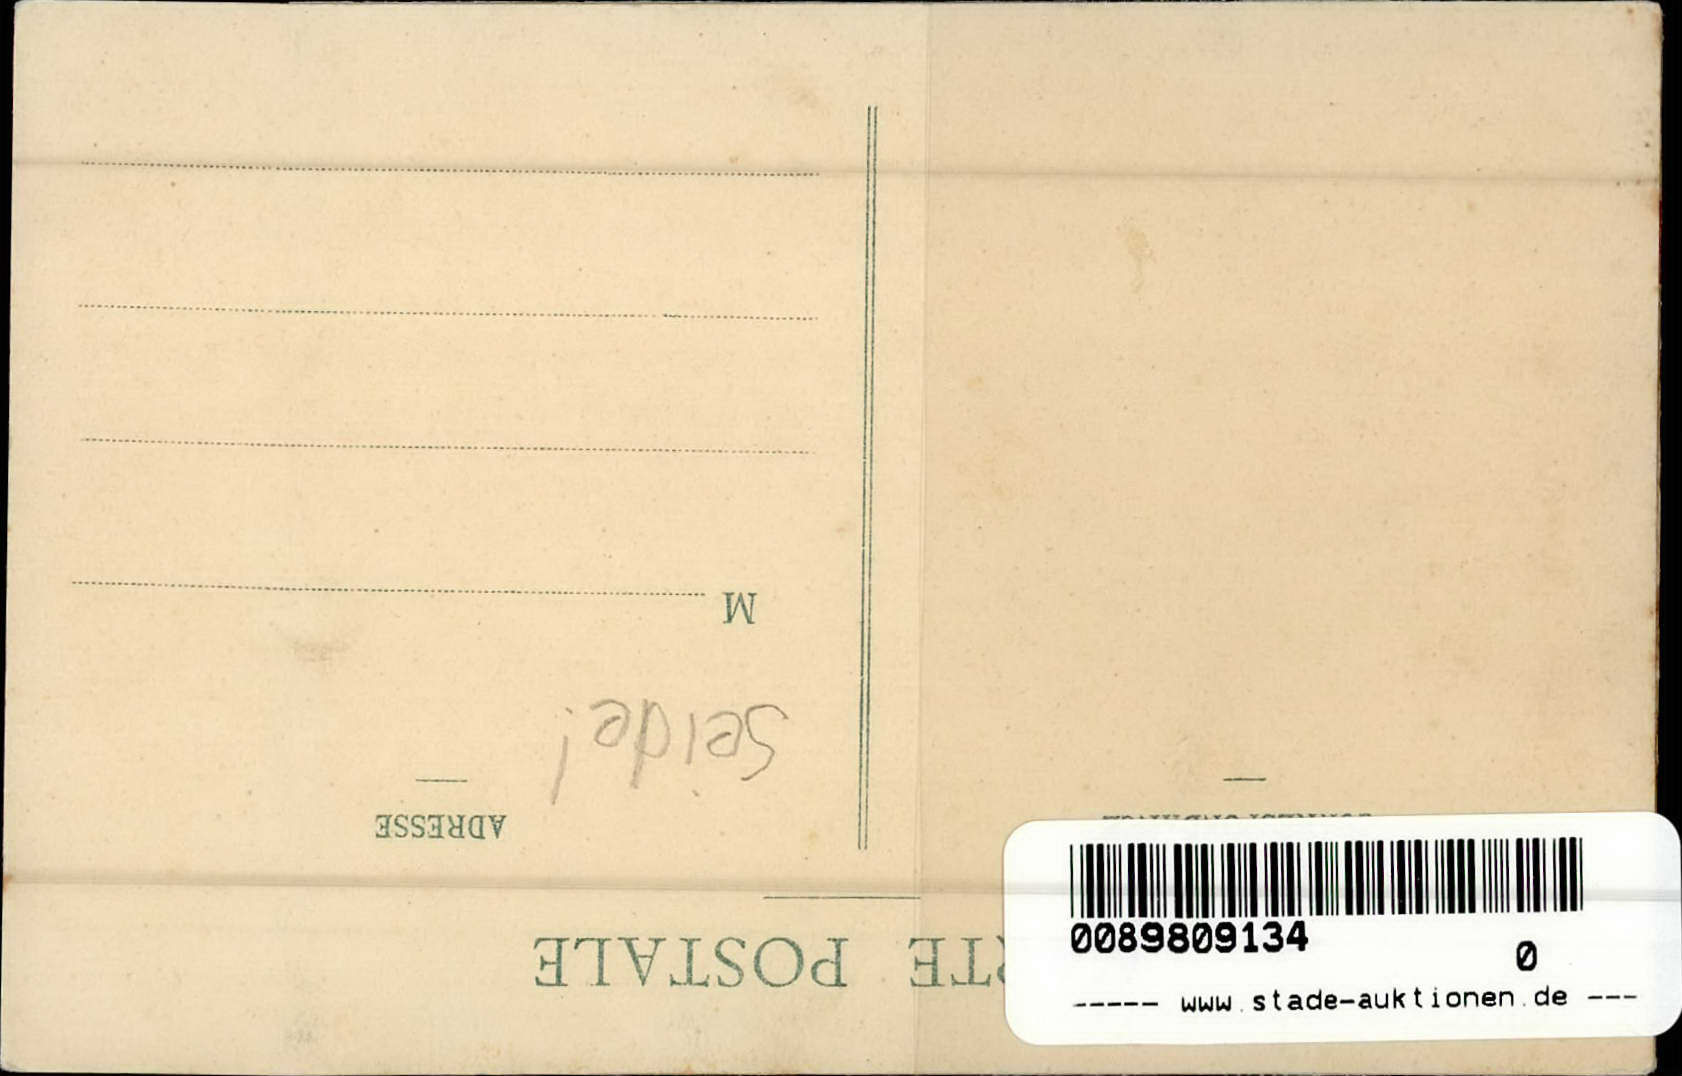 RTE POSTALE
ADRESSE
Seide!
M
0089809134
0
----- www.stade-auktionen.de ---